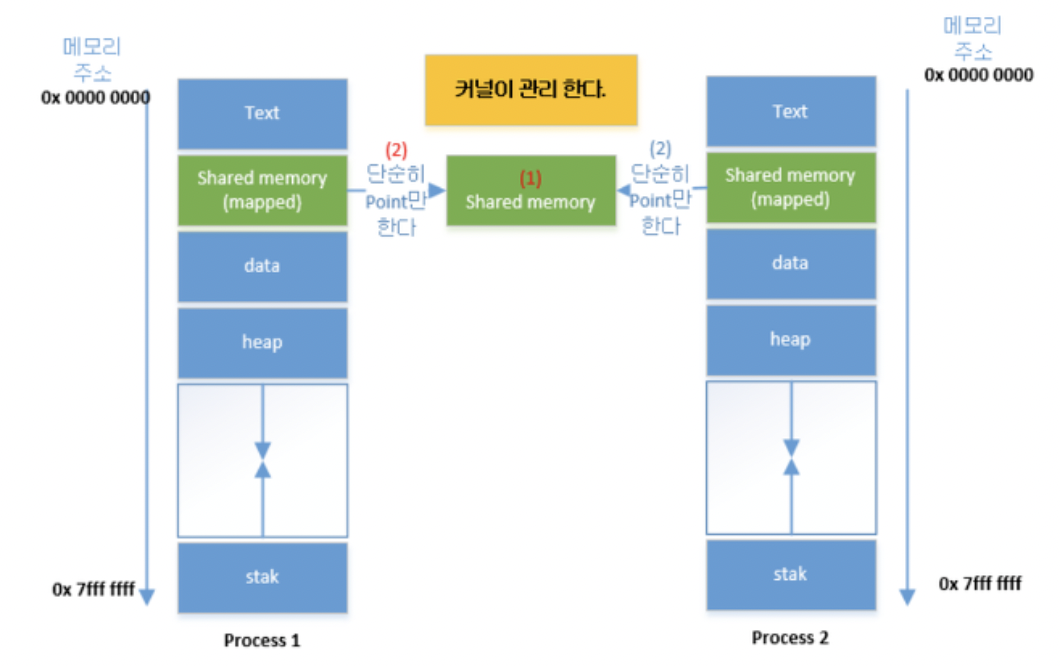 메모리
주소
0x 0000 0000
Text
Shared memory
(mapped)
data
heap
stak
0x 7fff ffff
Process 1
커널이 관리 한다.
(2)
단순히
Point만
한다
(1)
Shared memory
(2)
단순히
Point만
한다
메모리
주소
0x 0000 0000
Text
Shared memory
(mapped)
data
heap
stak
0x 7fff ffff
Process 2